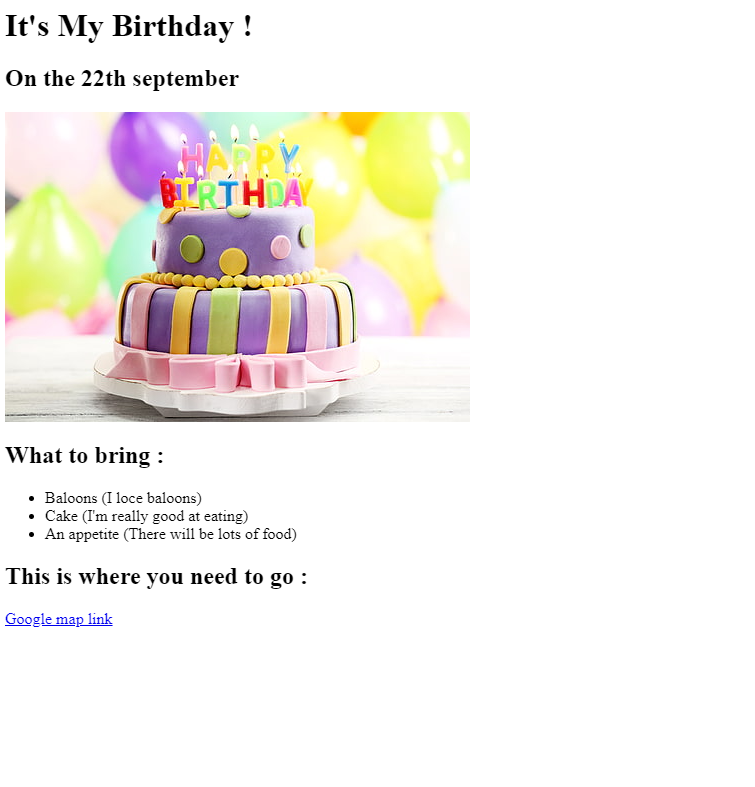 It's My Birthday !
On the 22th september
HAPPY
BIRTHDAY
What to bring :
Baloons (I loce baloons)
Cake (I'm really good at eating)
An appetite (There will be lots of food)
This is where you need to go :
Google map link